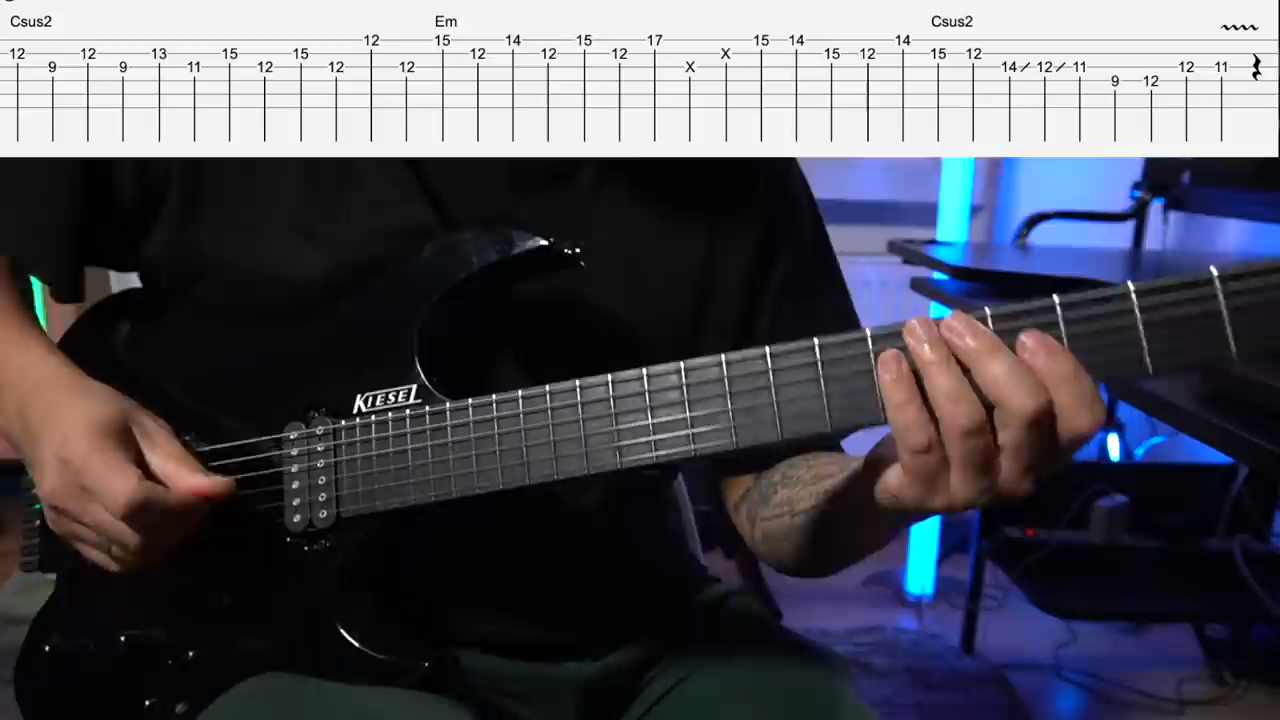 Csus2 Em Csus2
12 15 14 15 17 15 14 14
12 12 13 15 15 12 12 12 X 15 12 15 12
9 9 11 12 12 12 X 14 12 11 12 11
9 12
KIESEL